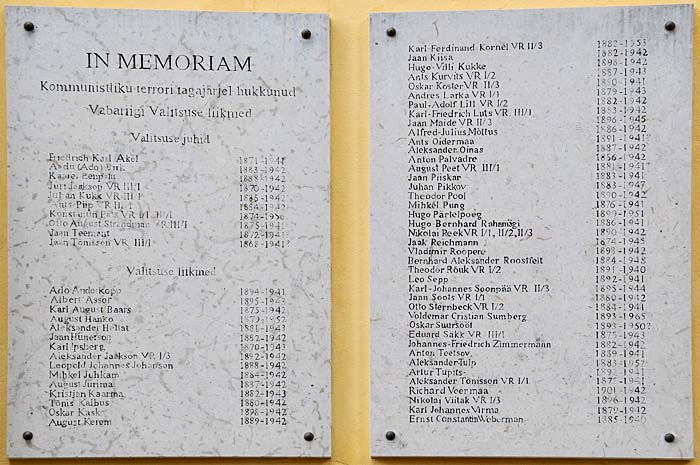 IN MEMORIAM
Kommunistliku terrori tagajärjel hukkunud
Vabariigi Valitsuse liikmed
Valitsuse juhid
Friedrich Karl Akel 1871-1941
Aadu (Ado) Birk 1883-1942
Kaarel Eenpalu 1888-1942
Jüri Jaakson VR III/1 1870-1942
Juhan Kukk VR III/1 1885-1942
Ants Piip VR III/1 1884-1942
Konstantin Päts VR I/1, III/1 1874-1956
Otto August Strandman VR III/1 1875-1941
Jaan Teemant 1872-1941
Jaan Tõnisson VR III/1 1868-1941?
Valitsuse liikmed
Ado Anderkopp 1894-1941
Albert Assor 1895-1943
Karl August Baars 1875-1942
August Hanko 1879-1952
Aleksander Hellat 1881-1943
Jaan Hünerson 1882-1942
Karl Ipsberg 1870-1943
Aleksander Jaakson VR I/3 1892-1942
Leopold Johannes Johanson 1888-1942
Mihkel Juhkam 1884-1942
August Jürima 1887-1942
Kristjan Kaarma 1882-1943
Tõnis Kalbus 1880-1942
Oskar Kask 1898-1942
August Kerem 1889-1942
Karl-Ferdinand Kornel VR II/3 1882-1953
Jaan Kiisa 1882-1942
Hugo-Villi Kukke 1898-1942
Ants Kurvits VR I/2 1887-1943
Oskar Köster VR II/3 1890-1941
Andres Larka VR I/1 1879-1942
Paul-Adolf Lill VR I/2 1882-1942
Karl-Friedrich Luts VR III/1 1883-1942
Jaan Maide VR II/3 1896-1945
Alfred-Julius Mõttus 1886-1942
Ants Oidermaa 1891-1941
Aleksander Oinas 1887-1942
Anton Palvadre 1886-1942
August Peet VR III/1 1881-1941
Jaan Piiskar 1883-1941
Juhan Pikkov 1883-1947
Theodor Pool 1890-1942
Mihkel Pung 1876-1941
Hugo Pärtelpoeg 1899-1951
Hugo-Bernhard Rahamägi 1886-1941
Nikolai Reek VR I/1, II/2, II/3 1890-1942
Jaak Reichmann 1874-1945
Vladimir Roopere 1893-1942
Bernhard Aleksander Roostfelt 1884-1948
Theodor Rõuk VR I/2 1891-1940
Leo Sepp 1892-1941
Karl-Johannes Soonpää VR II/3 1895-1944
Jaan Soots VR I/1 1880-1942
Otto Sternbeck VR I/2 1884-1941
Voldemar Cristian Sumberg 1893-1965
Oskar Suursööt 1893-1950?
Eduard Säkk VR III/1 1875-1943
Johannes-Friedrich Zimmermann 1882-1942
Anton Teetsov 1889-1941
Aleksander Tulp 1883-1952
Artur Tupits 1892-1941
Aleksander Tõnisson VR I/1 1875-1941
Richard Veermaa 1901-1942
Nikolai Viitak VR I/3 1896-1942
Karl Johannes Virma 1879-1942
Ernst Constantin Weberman 1885-1940